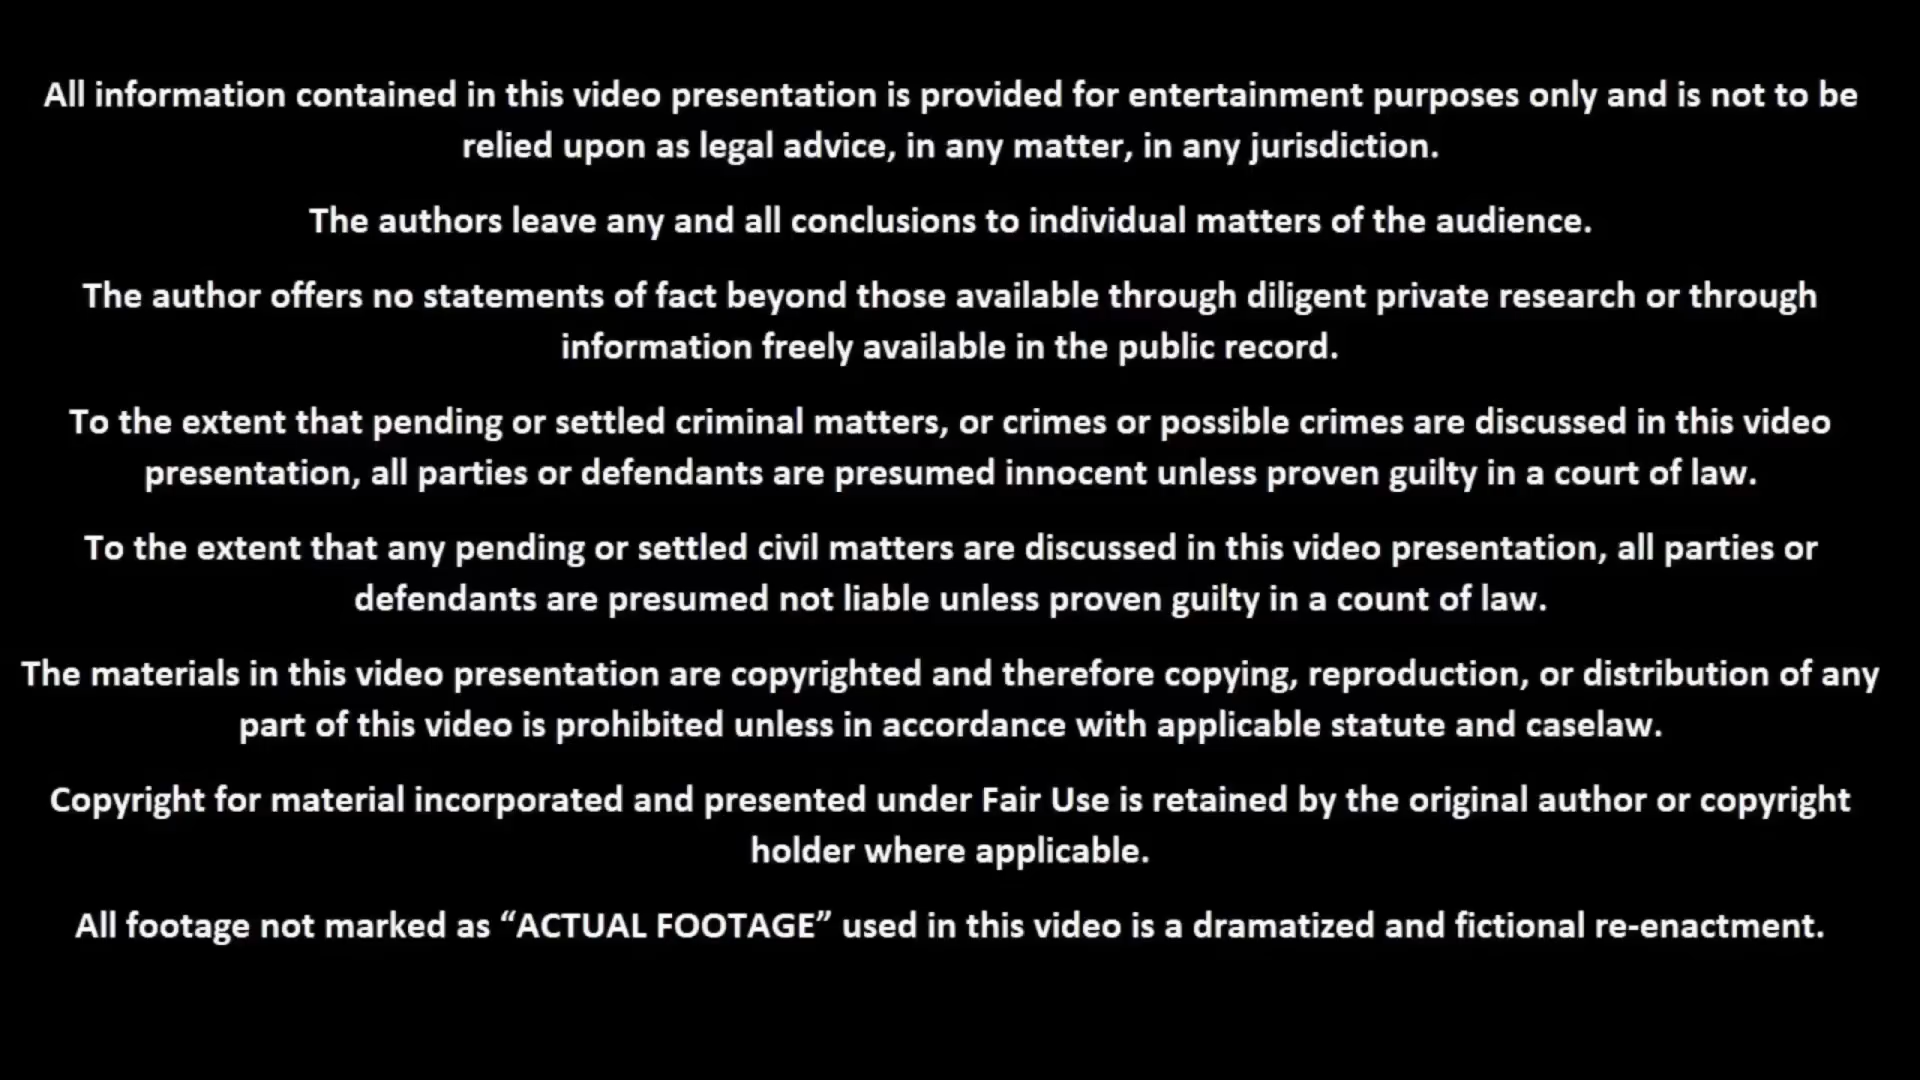 All information contained in this video presentation is provided for entertainment purposes only and is not to be
relied upon as legal advice, in any matter, in any jurisdiction.
The authors leave any and all conclusions to individual matters of the audience.
The author offers no statements of fact beyond those available through diligent private research or through
information freely available in the public record.
To the extent that pending or settled criminal matters, or crimes or possible crimes are discussed in this video
presentation, all parties or defendants are presumed innocent unless proven guilty in a court of law.
To the extent that any pending or settled civil matters are discussed in this video presentation, all parties or
defendants are presumed not liable unless proven guilty in a count of law.
The materials in this video presentation are copyrighted and therefore copying, reproduction, or distribution of any
part of this video is prohibited unless in accordance with applicable statute and caselaw.
Copyright for material incorporated and presented under Fair Use is retained by the original author or copyright
holder where applicable.
All footage not marked as “ACTUAL FOOTAGE” used in this video is a dramatized and fictional re-enactment.